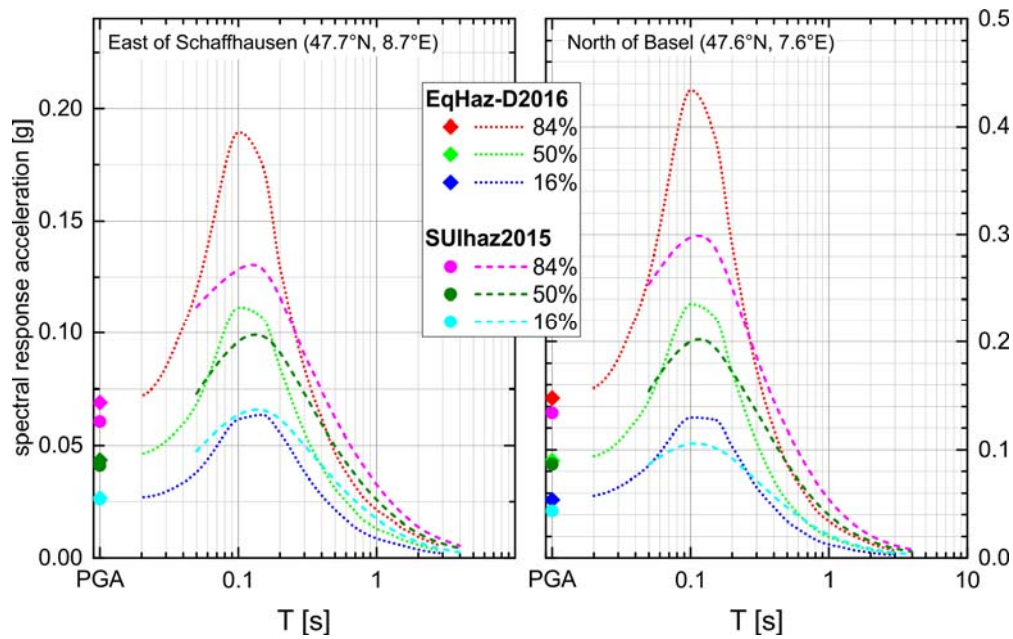 East of Schaffhausen (47.7°N, 8.7°E)
North of Basel (47.6°N, 7.6°E)
spectral response acceleration [g]
0.20
0.15
0.10
0.05
0.00
EqHaz-D2016
84%
50%
16%
SUIhaz2015
84%
50%
16%
0.5
0.4
0.3
0.2
0.1
0.0
PGA 0.1 1
T [s]
PGA 0.1 1 10
T [s]